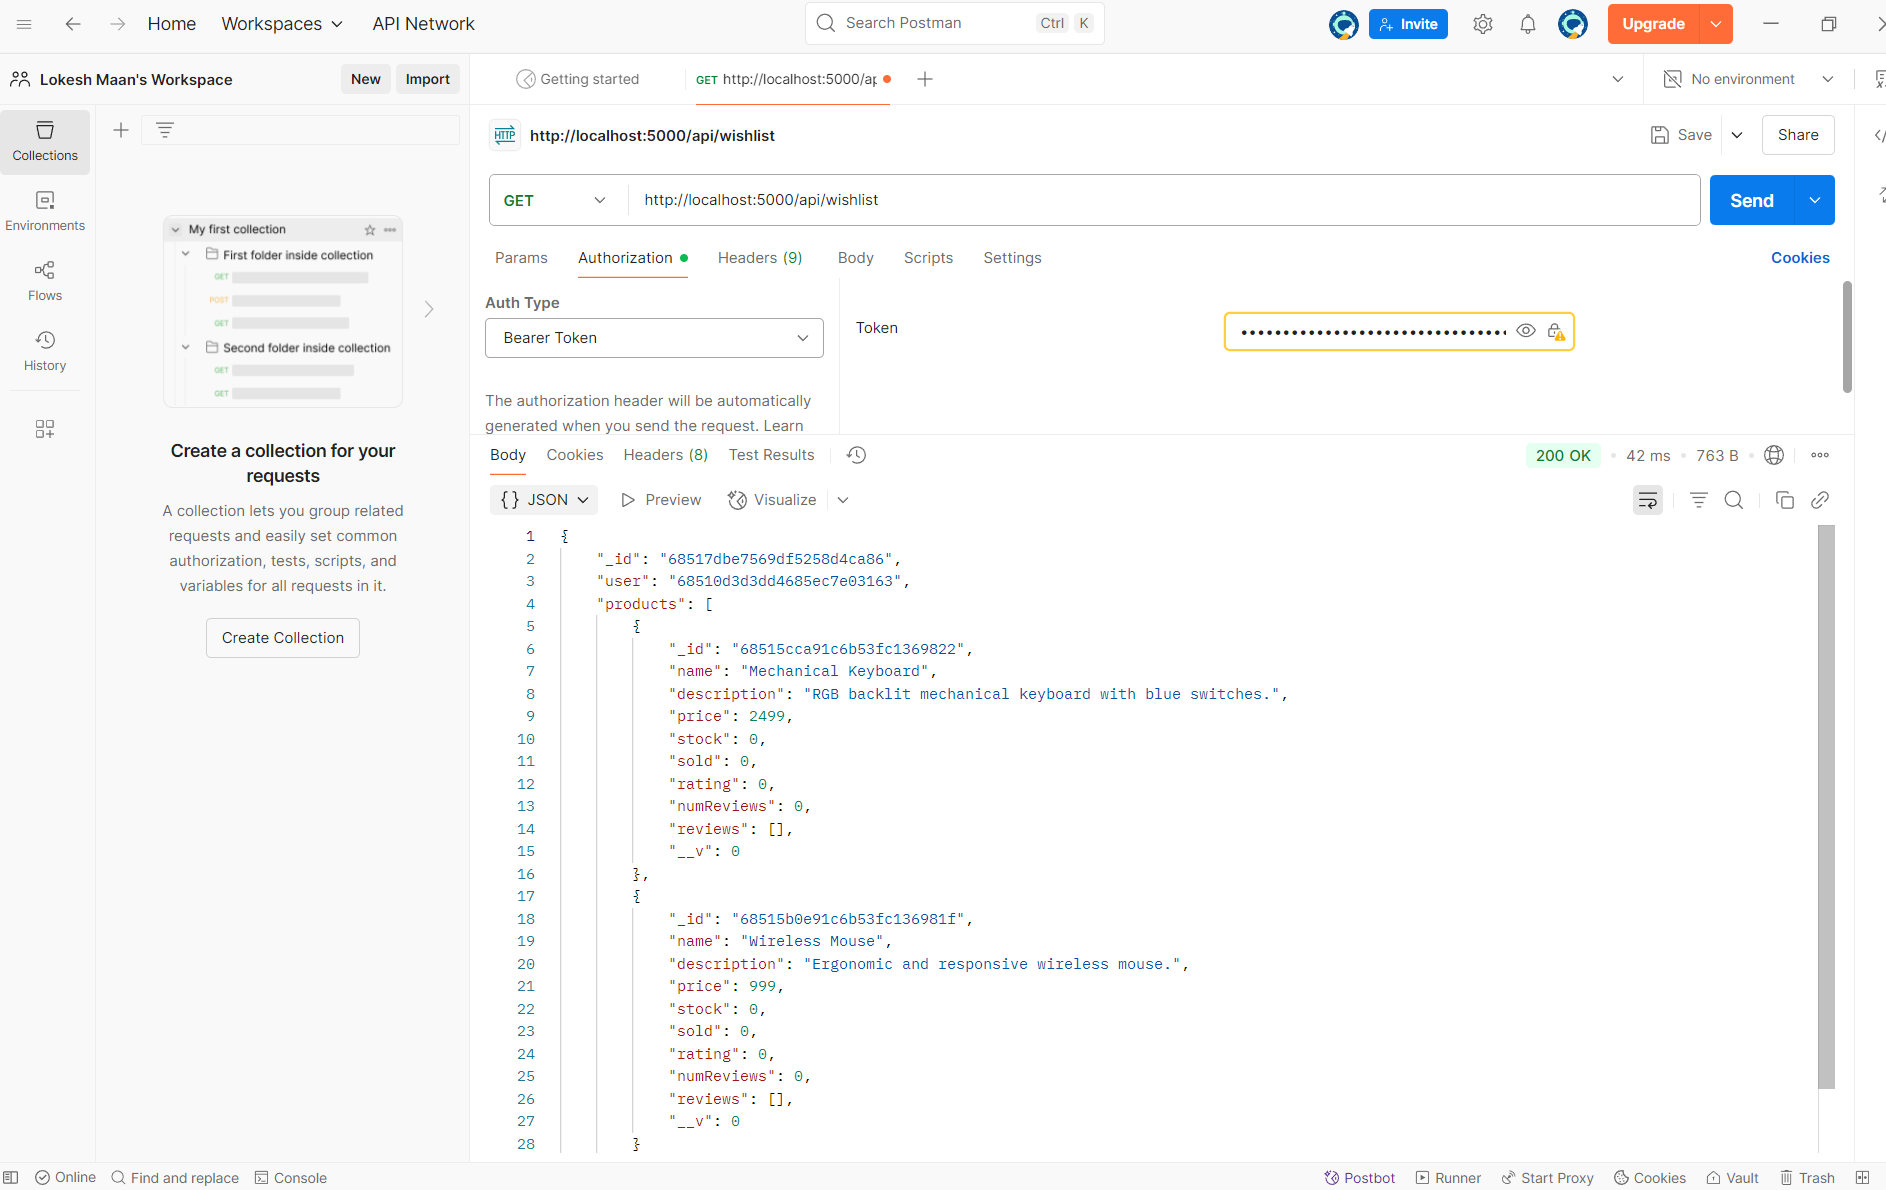 Home
Workspaces
API Network
Search Postman
Ctrl
K
Invite
Upgrade
Lokesh Maan's Workspace
New
Import
Getting started
GET http://localhost:5000/ap
No environment
Collections
Environments
Flows
History
My first collection
First folder inside collection
GET
POST
GET
Second folder inside collection
GET
GET
Create a collection for your
requests
A collection lets you group related
requests and easily set common
authorization, tests, scripts, and
variables for all requests in it.
Create Collection
HTTP
http://localhost:5000/api/wishlist
Save
Share
GET
http://localhost:5000/api/wishlist
Send
Params
Authorization
Headers (9)
Body
Scripts
Settings
Cookies
Auth Type
Bearer Token
The authorization header will be automatically
generated when you send the request. Learn
Token
Body
Cookies
Headers (8)
Test Results
200 OK
42 ms
763 B
{} JSON
Preview
Visualize
1 {
2 "_id": "68517dbe7569df5258d4ca86",
3 "user": "68510d3d3dd4685ec7e03163",
4 "products": [
5 {
6 "_id": "68515cca91c6b53fc1369822",
7 "name": "Mechanical Keyboard",
8 "description": "RGB backlit mechanical keyboard with blue switches.",
9 "price": 2499,
10 "stock": 0,
11 "sold": 0,
12 "rating": 0,
13 "numReviews": 0,
14 "reviews": [],
15 "__v": 0
16 },
17 {
18 "_id": "68515b0e91c6b53fc136981f",
19 "name": "Wireless Mouse",
20 "description": "Ergonomic and responsive wireless mouse.",
21 "price": 999,
22 "stock": 0,
23 "sold": 0,
24 "rating": 0,
25 "numReviews": 0,
26 "reviews": [],
27 "__v": 0
28 }
Online
Find and replace
Console
Postbot
Runner
Start Proxy
Cookies
Vault
Trash